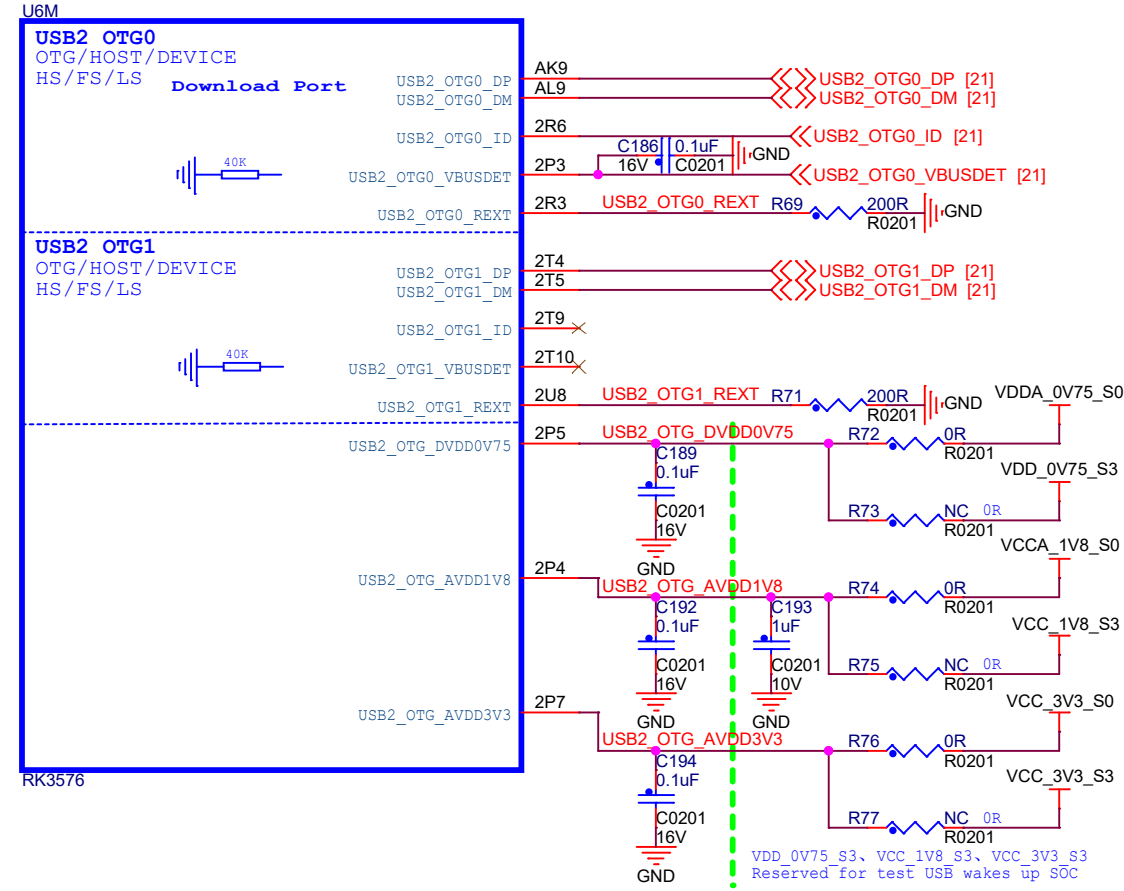 U6M
USB2 OTG0
OTG/HOST/DEVICE
HS/FS/LS
Download Port
USB2_OTG0_DP AK9 USB2_OTG0_DP [21]
USB2_OTG0_DM AL9 USB2_OTG0_DM [21]
USB2_OTG0_ID 2R6 USB2_OTG0_ID [21]
C186 0.1uF GND
16V C0201
40K
USB2_OTG0_VBUSDET 2P3 USB2_OTG0_VBUSDET [21]
USB2_OTG0_REXT 2R3 USB2_OTG0_REXT R69 200R GND
R0201
USB2 OTG1
OTG/HOST/DEVICE
HS/FS/LS
USB2_OTG1_DP 2T4 USB2_OTG1_DP [21]
USB2_OTG1_DM 2T5 USB2_OTG1_DM [21]
USB2_OTG1_ID 2T9
40K
USB2_OTG1_VBUSDET 2T10
USB2_OTG1_REXT 2U8 USB2_OTG1_REXT R71 200R GND
R0201
VDDA_0V75_S0
USB2_OTG_DVDD0V75 2P5 USB2_OTG_DVDD0V75 R72 0R
R0201
C189
0.1uF
C0201
16V
GND
VDD_0V75_S3
R73 NC 0R
R0201
VCCA_1V8_S0
USB2_OTG_AVDD1V8 2P4 USB2_OTG_AVDD1V8 R74 0R
R0201
C192
0.1uF
C0201
16V
GND
C193
1uF
C0201
10V
GND
VCC_1V8_S3
R75 NC 0R
R0201
VCC_3V3_S0
USB2_OTG_AVDD3V3 2P7 USB2_OTG_AVDD3V3 R76 0R
R0201
C194
0.1uF
C0201
16V
GND
VCC_3V3_S3
R77 NC 0R
R0201
RK3576
VDD_0V75_S3、VCC_1V8_S3、VCC_3V3_S3
Reserved for test USB wakes up SOC